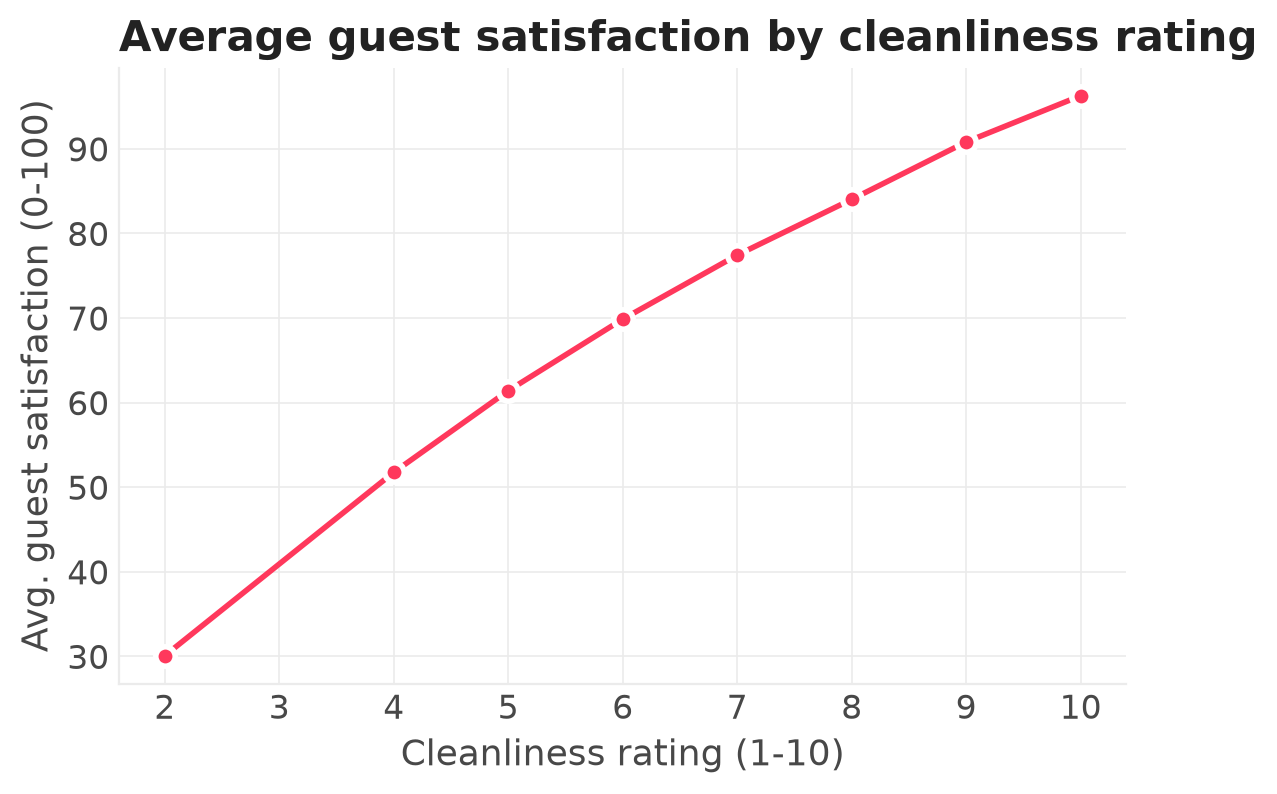 Average guest satisfaction by cleanliness rating
Avg. guest satisfaction (0-100)
90
80
70
60
50
40
30
2 3 4 5 6 7 8 9 10
Cleanliness rating (1-10)